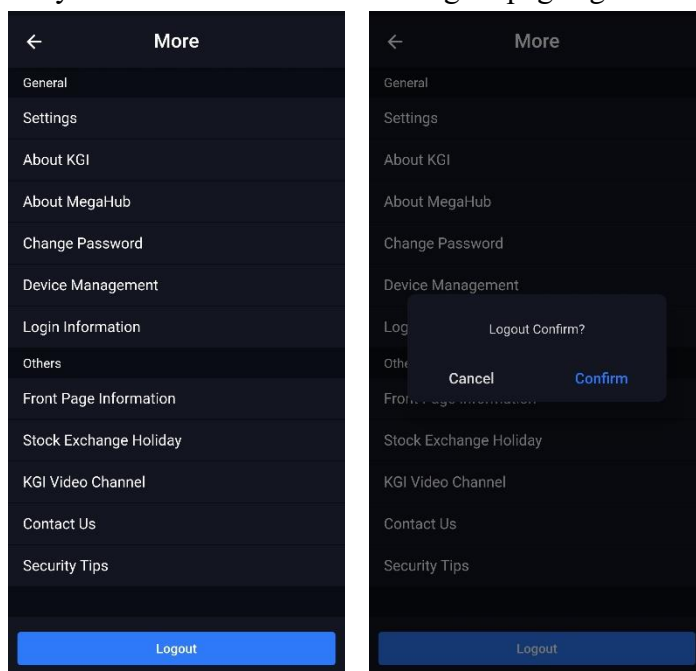 More
General
Settings
About KGI
About MegaHub
Change Password
Device Management
Login Information
Others
Front Page Information
Stock Exchange Holiday
KGI Video Channel
Contact Us
Security Tips
Logout
More
General
Settings
About KGI
About MegaHub
Change Password
Device Management
Log
Logout Confirm?
Othe
Cancel Confirm
Stock Exchange Holiday
KGI Video Channel
Contact Us
Security Tips
Logout